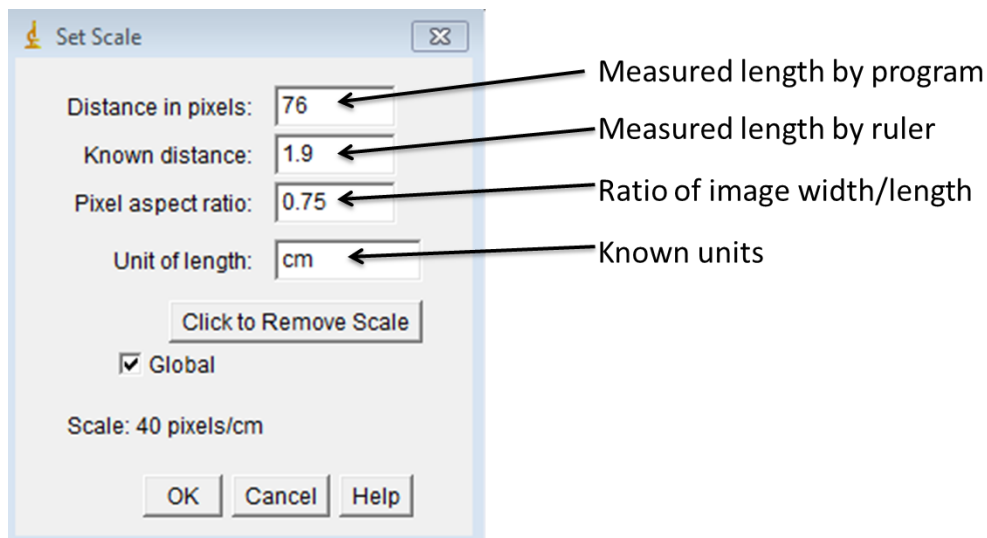 Set Scale
Distance in pixels: 76
Measured length by program
Known distance: 1.9
Measured length by ruler
Pixel aspect ratio: 0.75
Ratio of image width/length
Unit of length: cm
Known units
Click to Remove Scale
Global
Scale: 40 pixels/cm
OK Cancel Help